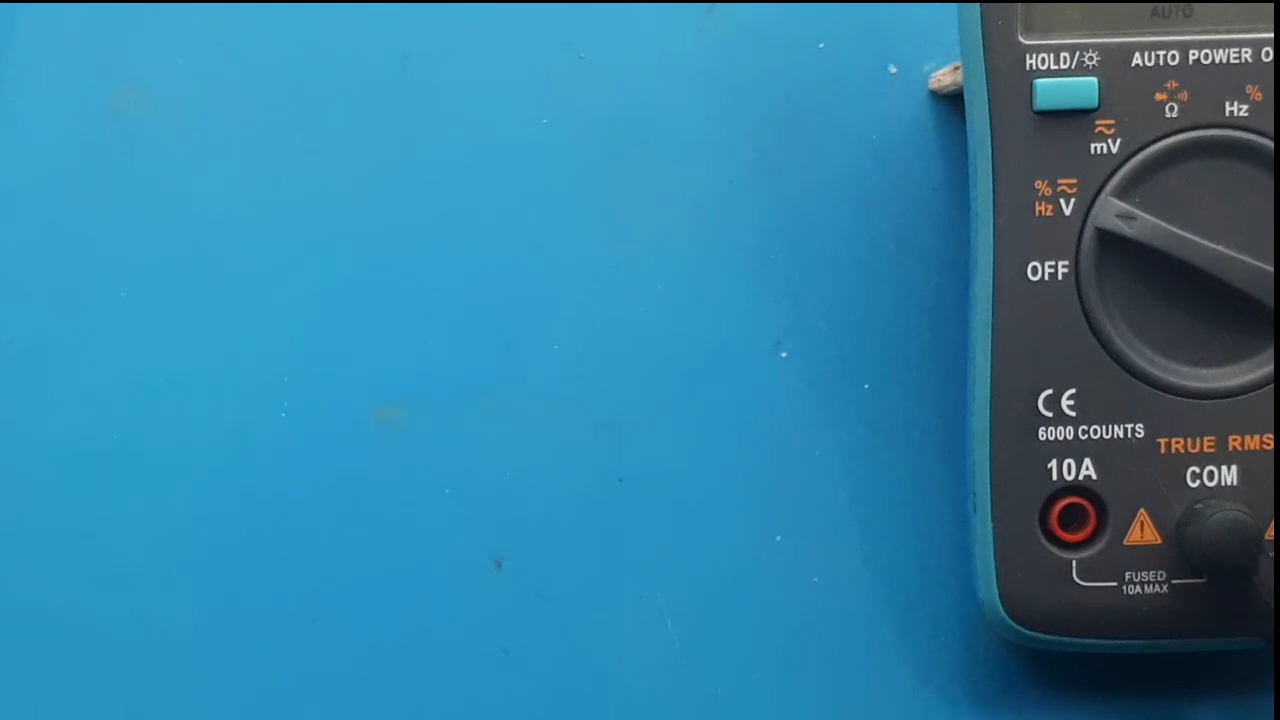 AUTO
HOLD/
AUTO POWER O
Ω
Hz %
mV
% Hz V
OFF
CE
6000 COUNTS
TRUE RMS
10A
COM
FUSED
10A MAX